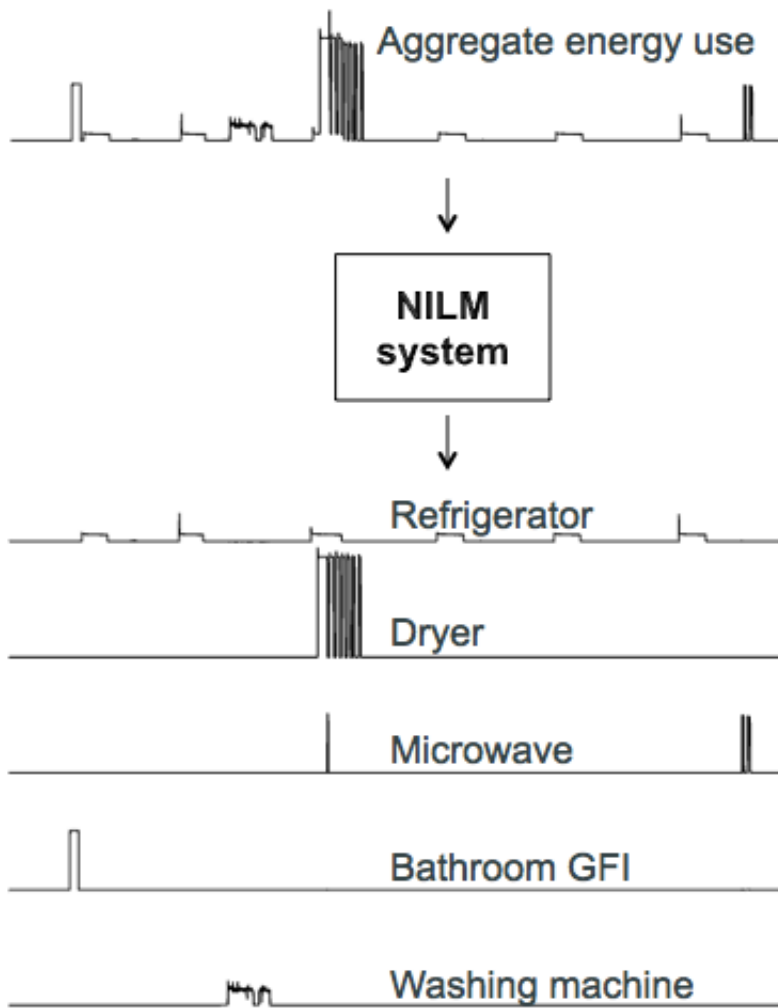 Aggregate energy use
NILM
system
Refrigerator
Dryer
Microwave
Bathroom GFI
Washing machine